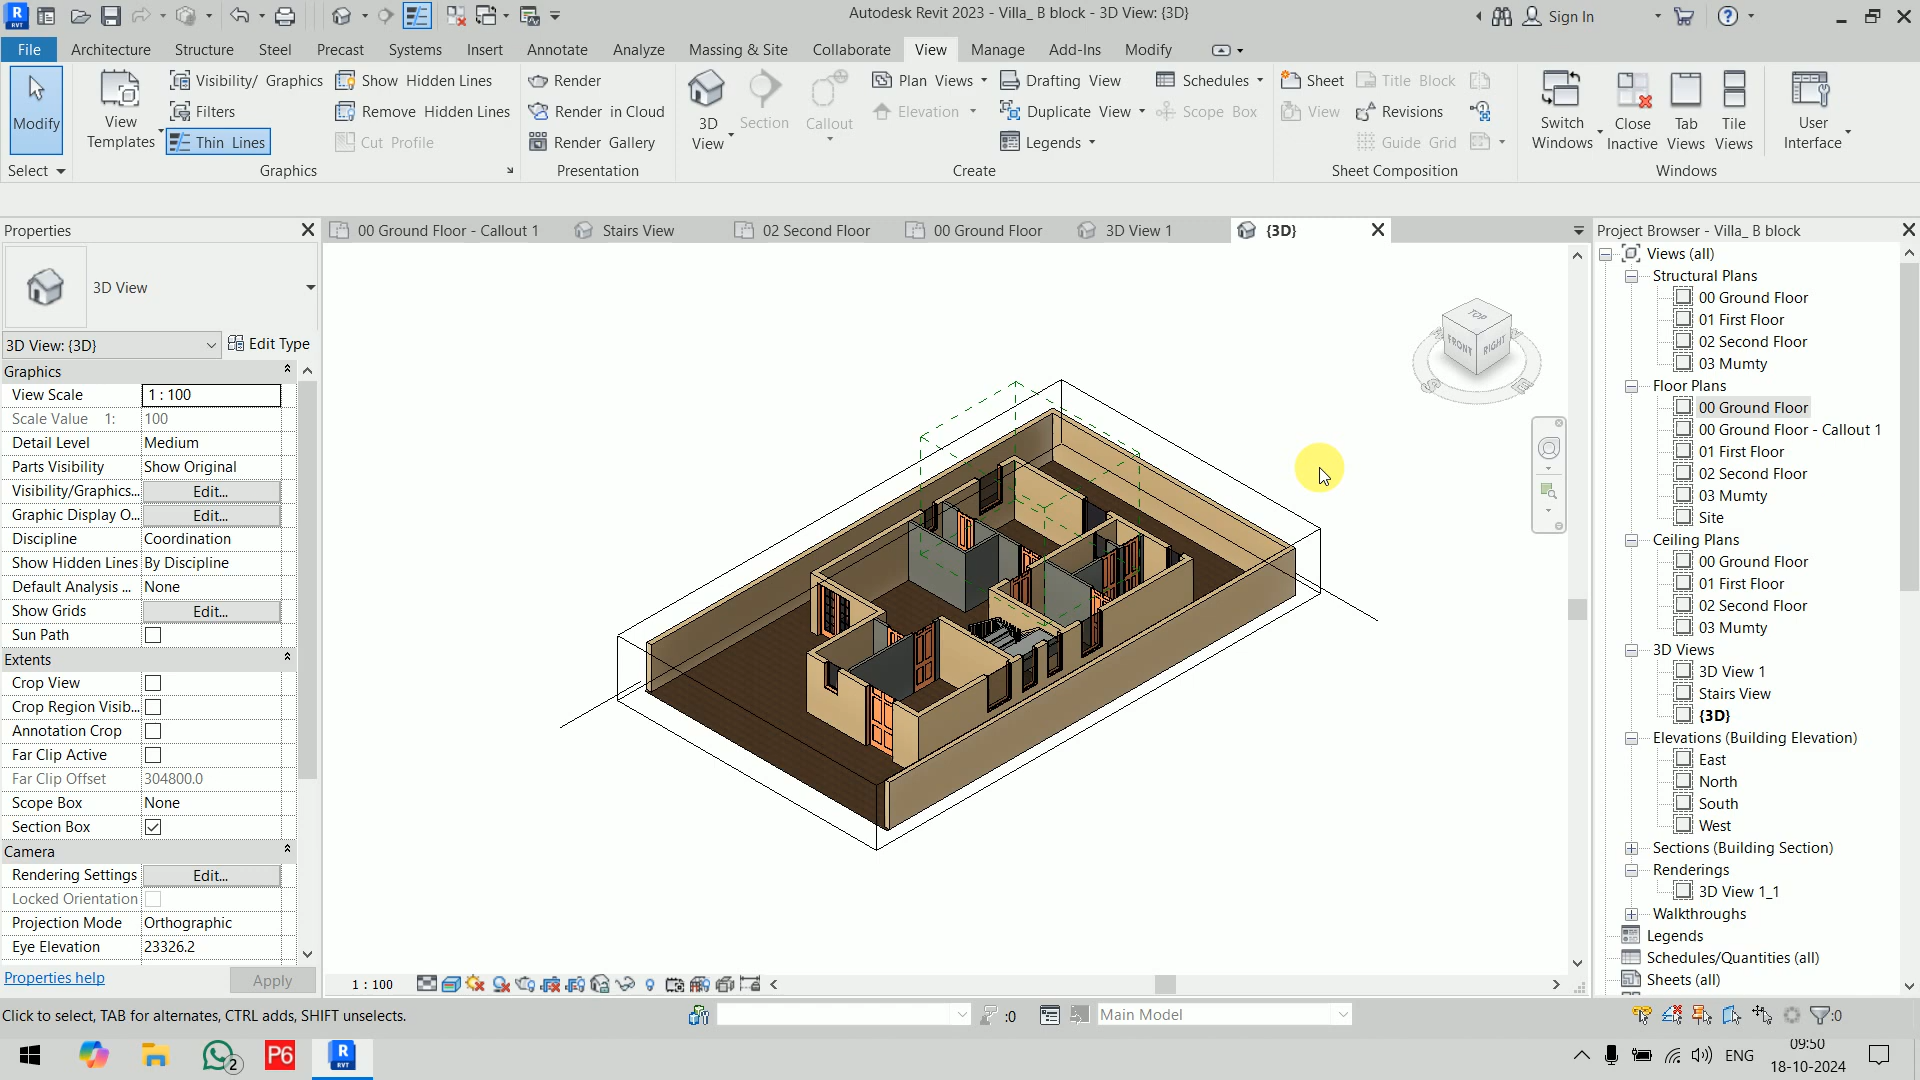 Autodesk Revit 2023 - Villa_ B block - 3D View: {3D}
Sign In
File Architecture Structure Steel Precast Systems Insert Annotate Analyze Massing & Site Collaborate View Manage Add-Ins Modify
Modify
View Templates
Visibility/ Graphics
Filters
Thin Lines
Show Hidden Lines
Remove Hidden Lines
Cut Profile
Render
Render in Cloud
Render Gallery
3D View
Section
Callout
Plan Views
Elevation
Drafting View
Duplicate View
Legends
Schedules
Scope Box
Sheet
View
Title Block
Revisions
Guide Grid
Switch Windows
Close Inactive
Tab Views
Tile Views
User Interface
Select
Graphics
Presentation
Create
Sheet Composition
Windows
Properties
00 Ground Floor - Callout 1
Stairs View
02 Second Floor
00 Ground Floor
3D View 1
{3D}
Project Browser - Villa_ B block
3D View
3D View: {3D}
Edit Type
Graphics
View Scale 1 : 100
Scale Value 1: 100
Detail Level Medium
Parts Visibility Show Original
Visibility/Graphics... Edit...
Graphic Display O... Edit...
Discipline Coordination
Show Hidden Lines By Discipline
Default Analysis ... None
Show Grids Edit...
Sun Path
Extents
Crop View
Crop Region Visib...
Annotation Crop
Far Clip Active
Far Clip Offset 304800.0
Scope Box None
Section Box
Camera
Rendering Settings Edit...
Locked Orientation
Projection Mode Orthographic
Eye Elevation 23326.2
Properties help
Apply
TOP
FRONT
RIGHT
Views (all)
Structural Plans
00 Ground Floor
01 First Floor
02 Second Floor
03 Mumty
Floor Plans
00 Ground Floor
00 Ground Floor - Callout 1
01 First Floor
02 Second Floor
03 Mumty
Site
Ceiling Plans
00 Ground Floor
01 First Floor
02 Second Floor
03 Mumty
3D Views
3D View 1
Stairs View
{3D}
Elevations (Building Elevation)
East
North
South
West
Sections (Building Section)
Renderings
3D View 1_1
Walkthroughs
Legends
Schedules/Quantities (all)
Sheets (all)
1 : 100
Click to select, TAB for alternates, CTRL adds, SHIFT unselects.
:0
Main Model
:0
2
P6
R
RVT
ENG
09:50
18-10-2024